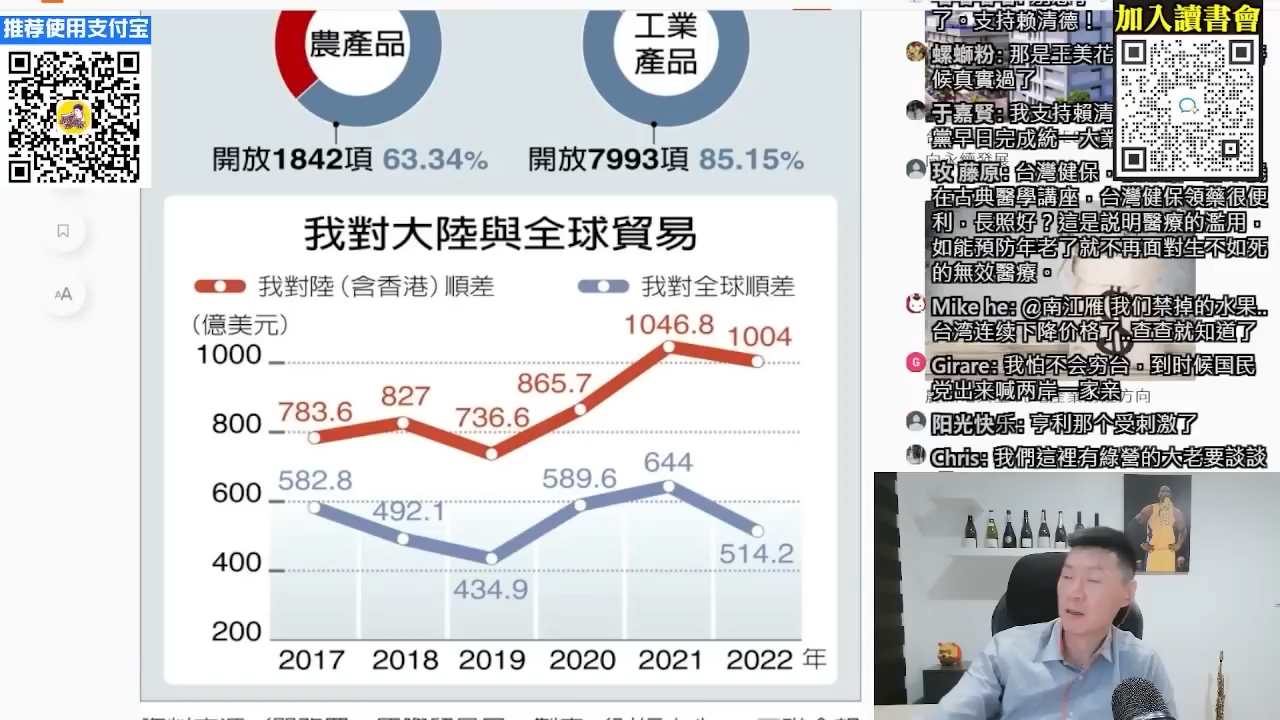 推荐使用支付宝
農產品
工業
產品
開放1842項 63.34%
開放7993項 85.15%
我對大陸與全球貿易
我對陸（含香港）順差
我對全球順差
（億美元）
1000
800
600
400
200
783.6
827
736.6
865.7
1046.8
1004
582.8
492.1
434.9
589.6
644
514.2
2017 2018 2019 2020 2021 2022 年
AA
加入讀書會
了。支持赖清德！
螺螄粉: 那是王美花
候真實過了
于嘉賢: 我支持賴清
黨早日完成統一大業
玫 藤原: 台灣健保，
在古典醫學講座，台灣健保領藥很便
利，長照好？這是説明醫療的濫用，
如能預防年老了就不再面對生不如死
的無效醫療。
Mike he: @南江雁 我们禁掉的水果..
台湾连续下降价格了..查查就知道了
G
Girare: 我怕不会穷台，到时候国民
党出来喊两岸一家亲
阳光快乐: 亨利那个受刺激了
Chris: 我們這裡有綠營的大老要談談